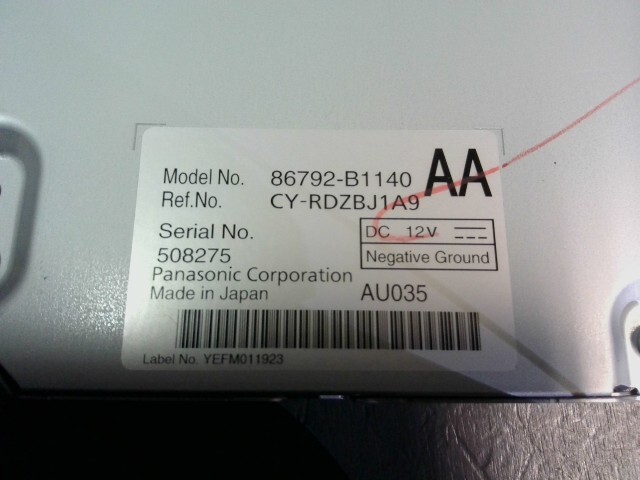 Model No. 86792-B1140 AA
Ref.No. CY-RDZBJ1A9
Serial No. DC 12V
508275 Negative Ground
Panasonic Corporation
Made in Japan AU035
Label No. YEFM011923